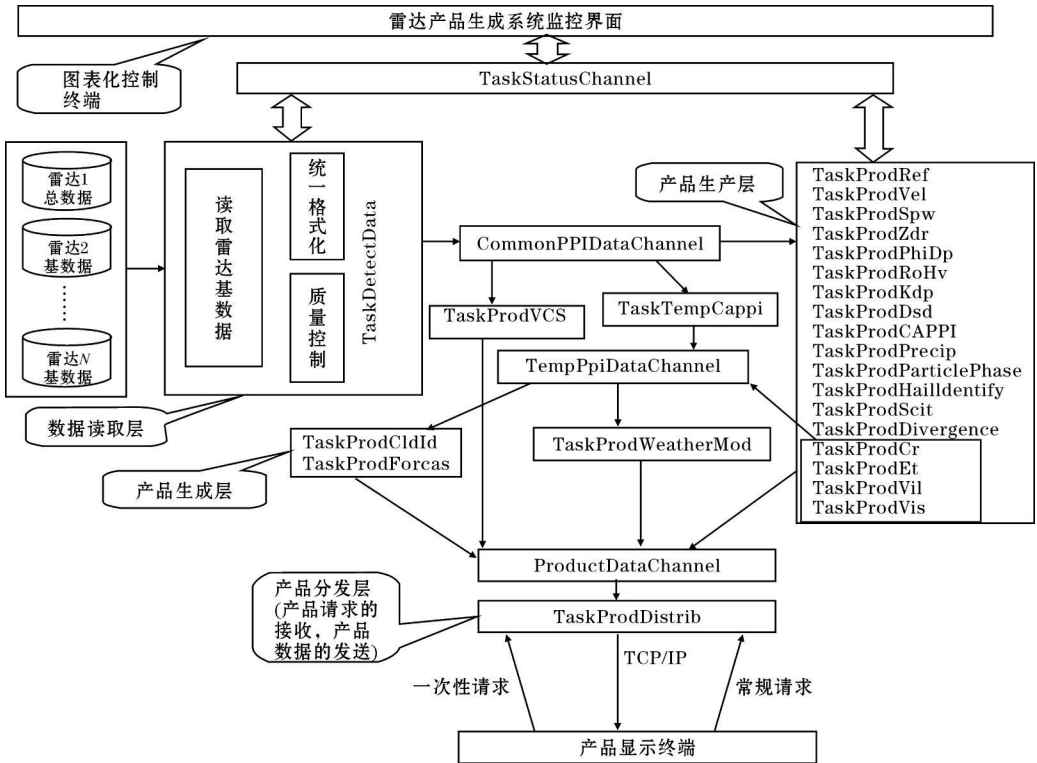 雷达产品生成系统监控界面
图表化控制
终端
TaskStatusChannel
雷达1
总数据
雷达2
基数据
······
雷达N
基数据
读取雷达基数据
统一格式化
质量控制
TaskDetectData
数据读取层
CommonPPIDataChannel
TaskProdVCS
TaskTempCappi
TempPpiDataChannel
TaskProdCldId
TaskProdForcas
TaskProdWeatherMod
产品生成层
产品生产层
TaskProdRef
TaskProdVel
TaskProdSpw
TaskProdZdr
TaskProdPhiDp
TaskProdRoHv
TaskProdKdp
TaskProdDsd
TaskProdCAPPI
TaskProdPrecip
TaskProdParticlePhase
TaskProdHailldentify
TaskProdScit
TaskProdDivergence
TaskProdCr
TaskProdEt
TaskProdVil
TaskProdVis
ProductDataChannel
产品分发层
(产品请求的
接收，产品
数据的发送)
TaskProdDistrib
TCP/IP
一次性请求
常规请求
产品显示终端